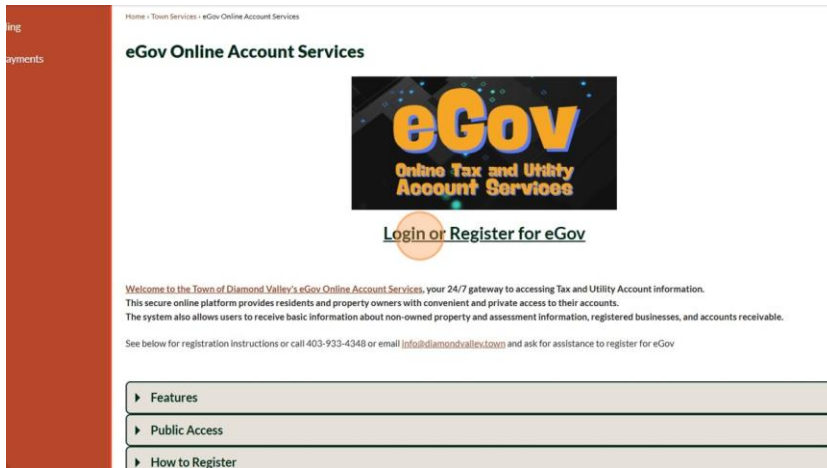 ling
ayments
Home › Town Services › eGov Online Account Services
eGov Online Account Services
eGov
Online Tax and Utility
Account Services
Login or Register for eGov
Welcome to the Town of Diamond Valley's eGov Online Account Services, your 24/7 gateway to accessing Tax and Utility Account information.
This secure online platform provides residents and property owners with convenient and private access to their accounts.
The system also allows users to receive basic information about non-owned property and assessment information, registered businesses, and accounts receivable.
See below for registration instructions or call 403-933-4348 or email info@diamondvalley.town and ask for assistance to register for eGov
Features
Public Access
How to Register